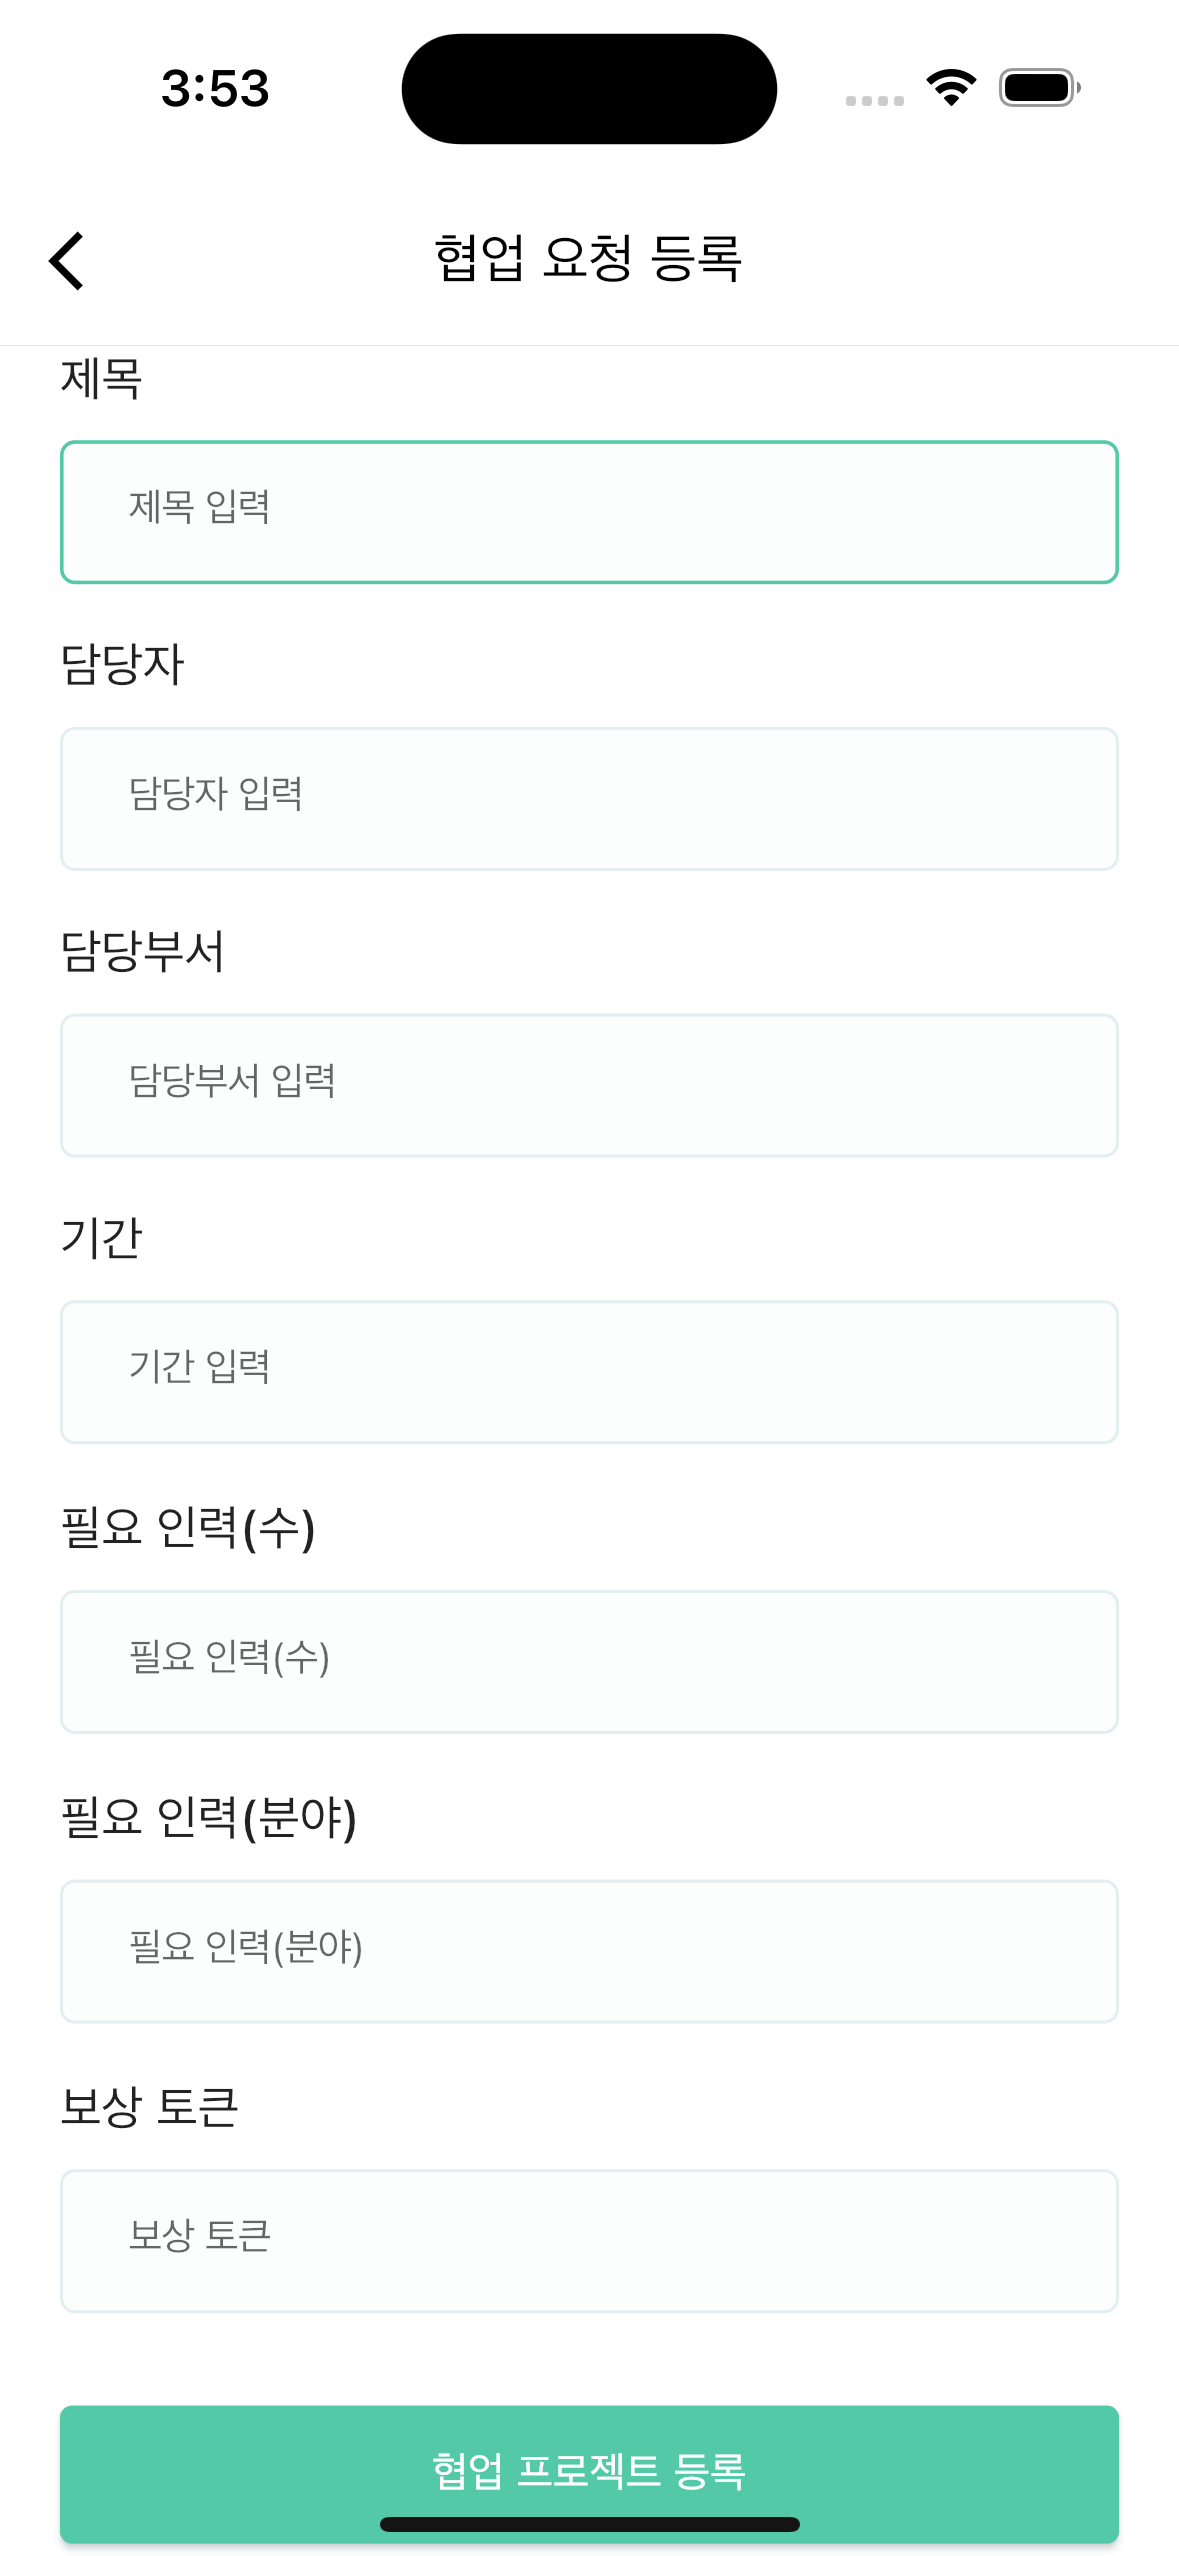 3:53
협업 요청 등록
제목
제목 입력
담당자
담당자 입력
담당부서
담당부서 입력
기간
기간 입력
필요 인력(수)
필요 인력(수)
필요 인력(분야)
필요 인력(분야)
보상 토큰
보상 토큰
협업 프로젝트 등록